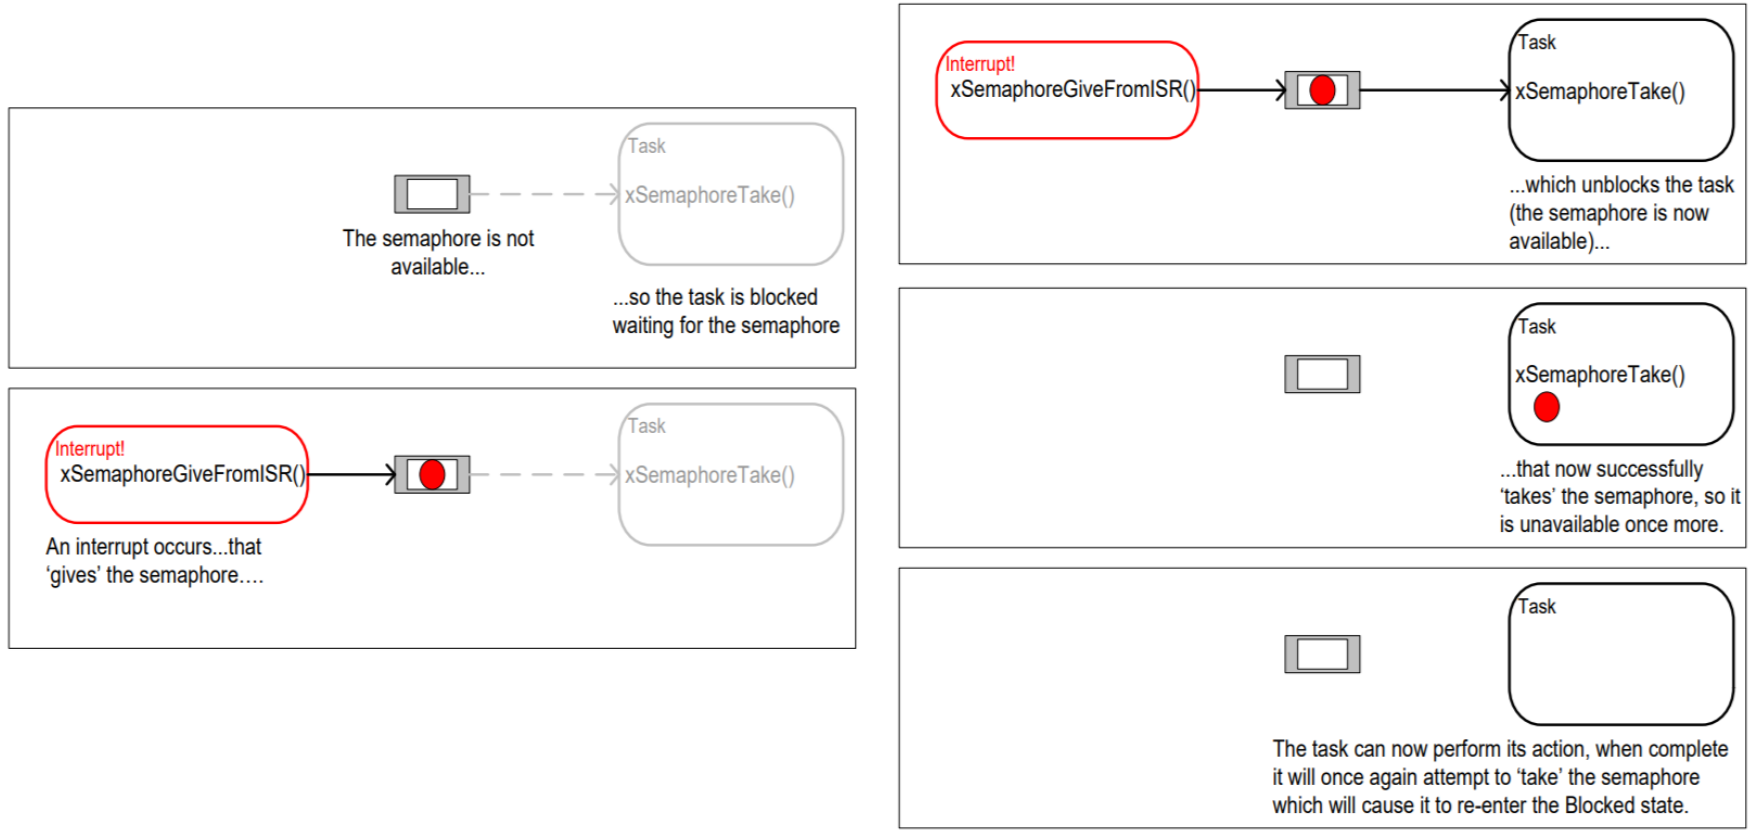 Task
xSemaphoreTake()
The semaphore is not
available...
...so the task is blocked
waiting for the semaphore
Interrupt!
xSemaphoreGiveFromISR()
Task
xSemaphoreTake()
An interrupt occurs...that
‘gives’ the semaphore....
Interrupt!
xSemaphoreGiveFromISR()
Task
xSemaphoreTake()
...which unblocks the task
(the semaphore is now
available)...
Task
xSemaphoreTake()
...that now successfully
‘takes’ the semaphore, so it
is unavailable once more.
Task
The task can now perform its action, when complete
it will once again attempt to ‘take’ the semaphore
which will cause it to re-enter the Blocked state.